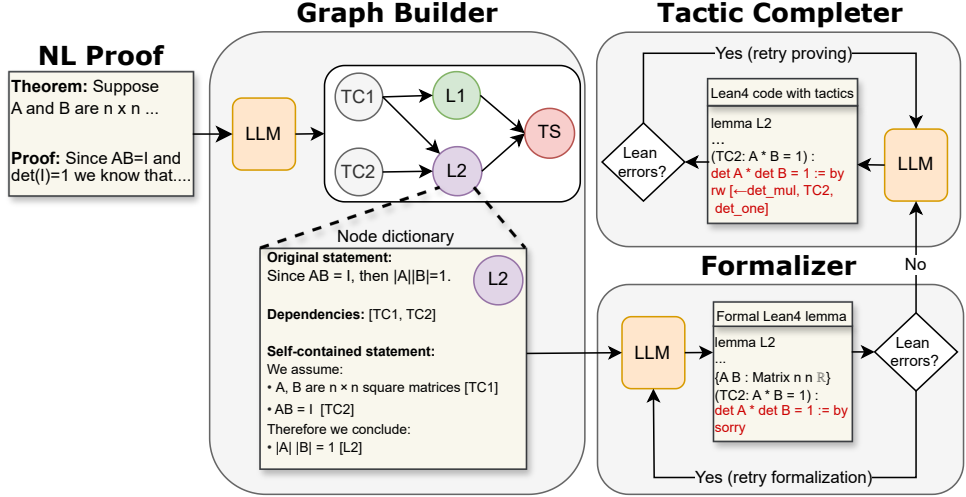 NL Proof
Theorem: Suppose
A and B are n x n ...
Proof: Since AB=I and
det(I)=1 we know that....
Graph Builder
LLM
TC1
L1
TS
TC2
L2
Node dictionary
Original statement:
Since AB = I, then |A||B|=1.
L2
Dependencies: [TC1, TC2]
Self-contained statement:
We assume:
• A, B are n × n square matrices [TC1]
• AB = I [TC2]
Therefore we conclude:
• |A| |B| = 1 [L2]
Tactic Completer
Yes (retry proving)
Lean
errors?
Lean4 code with tactics
lemma L2
...
(TC2: A * B = 1) :
det A * det B = 1 := by
rw [←det_mul, TC2,
det_one]
LLM
No
Formalizer
LLM
Formal Lean4 lemma
lemma L2
...
{A B : Matrix n n ℝ}
(TC2: A * B = 1) :
det A * det B = 1 := by
sorry
Lean
errors?
Yes (retry formalization)